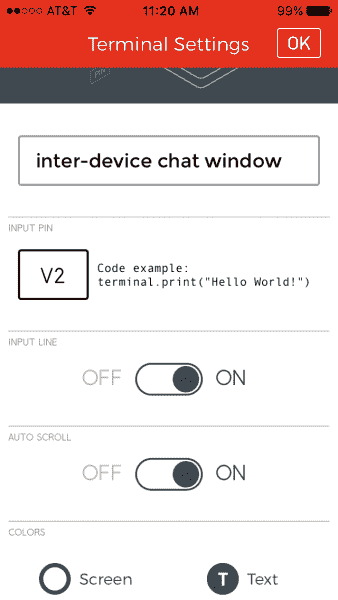 AT&T 11:20 AM 99%
Terminal Settings OK
PIN
inter-device chat window
INPUT PIN
V2
Code example:
terminal.print("Hello World!")
INPUT LINE
OFF ON
AUTO SCROLL
OFF ON
COLORS
Screen T Text